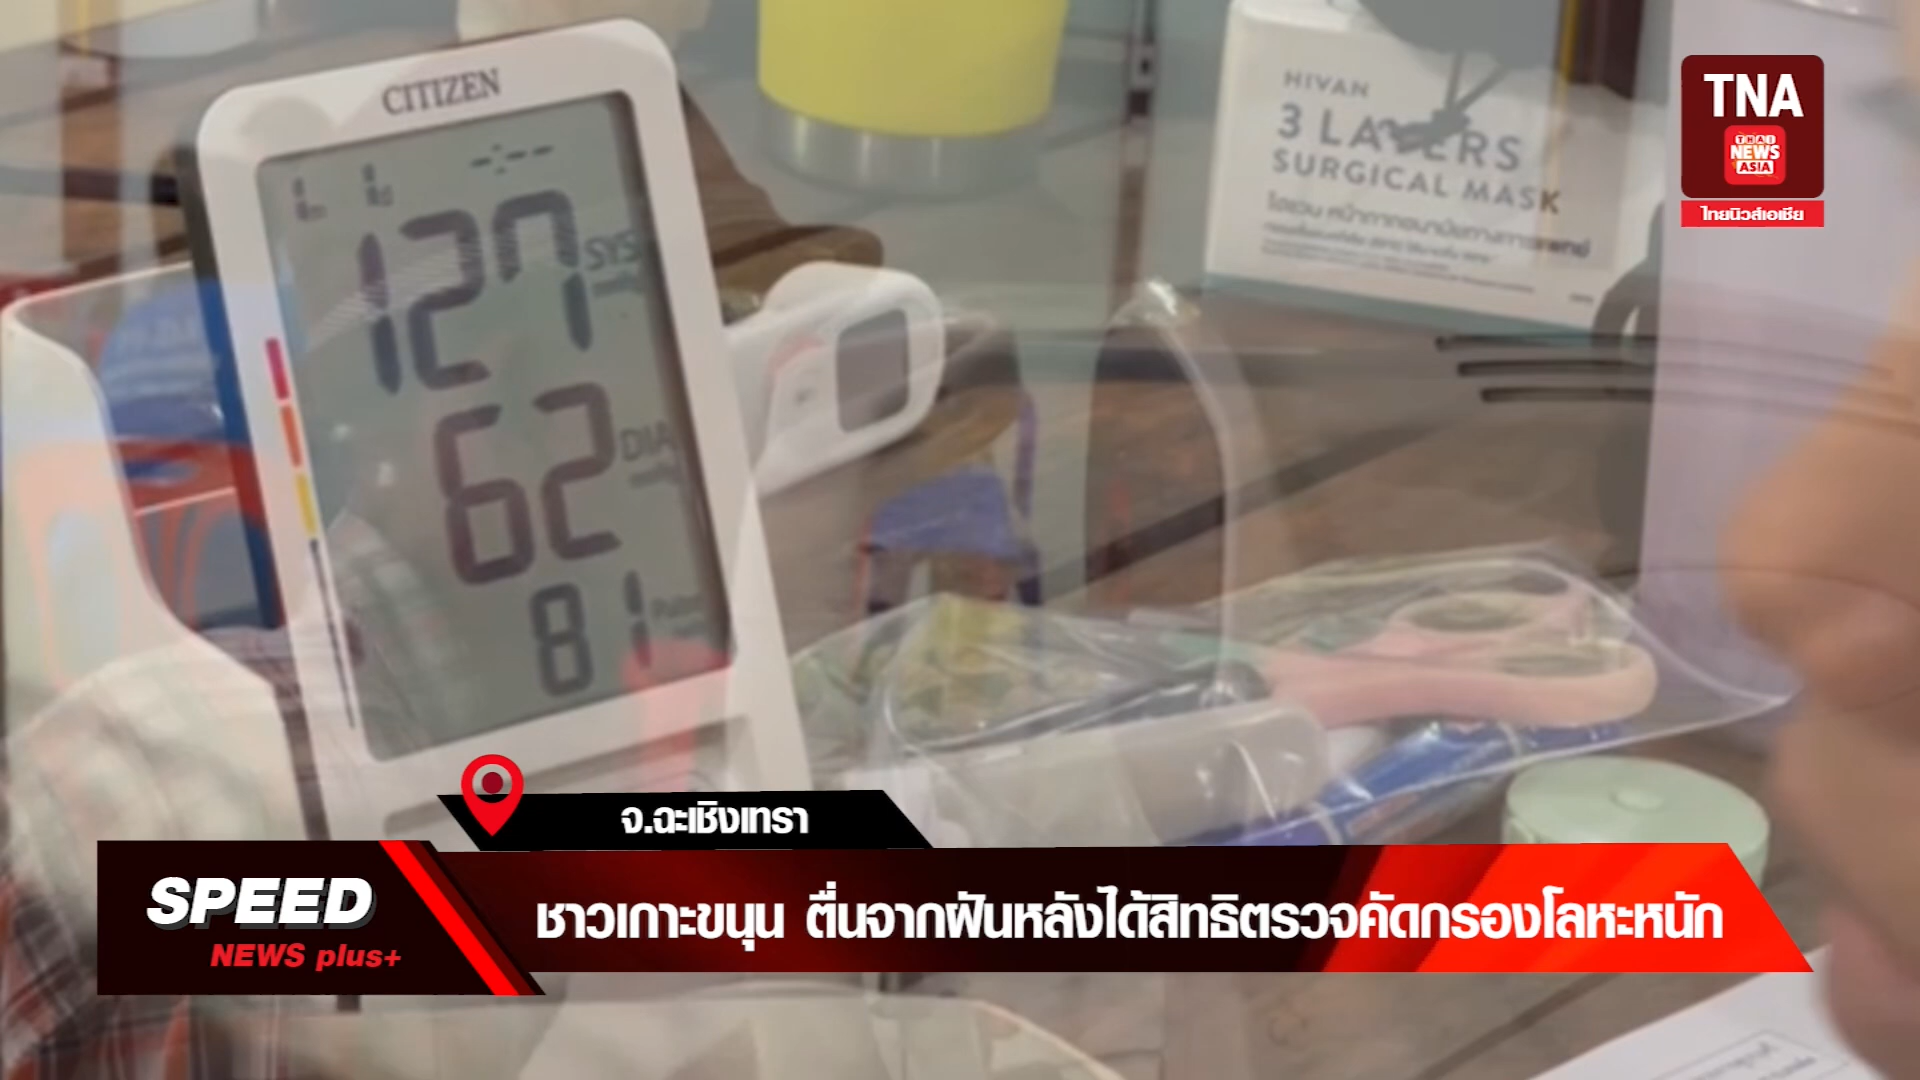 CITIZEN
127
SYS
62
DIA
81
HIVAN
3 LAYERS
SURGICAL MASK
TNA
THAI
NEWS
ASIA
ไทยนิวส์เอเชีย
จ.ฉะเชิงเทรา
SPEED
NEWS plus+
ชาวเกาะขนุน ตื่นจากฝันหลังได้สิทธิตรวจคัดกรองโลหะหนัก